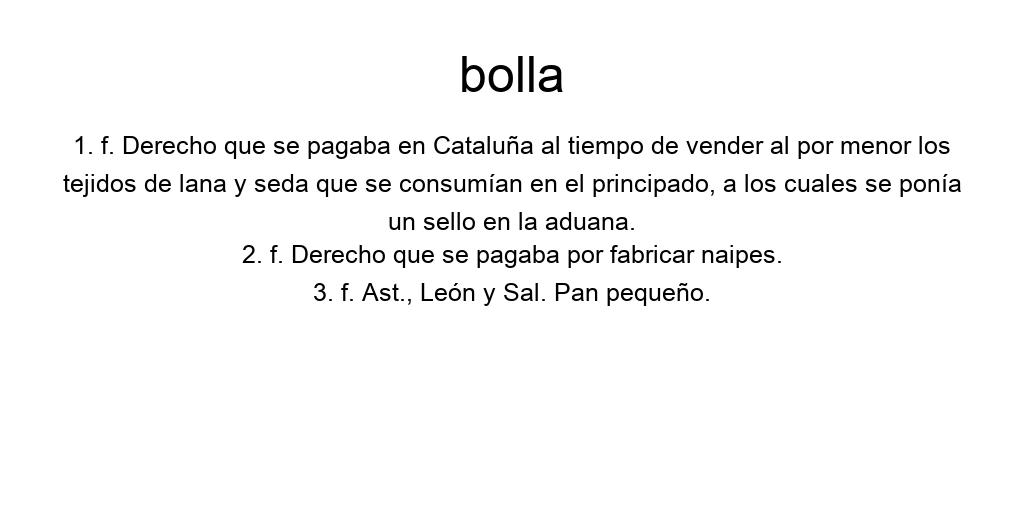 bolla
1. f. Derecho que se pagaba en Cataluña al tiempo de vender al por menor los
tejidos de lana y seda que se consumían en el principado, a los cuales se ponía
un sello en la aduana.
2. f. Derecho que se pagaba por fabricar naipes.
3. f. Ast., León y Sal. Pan pequeño.